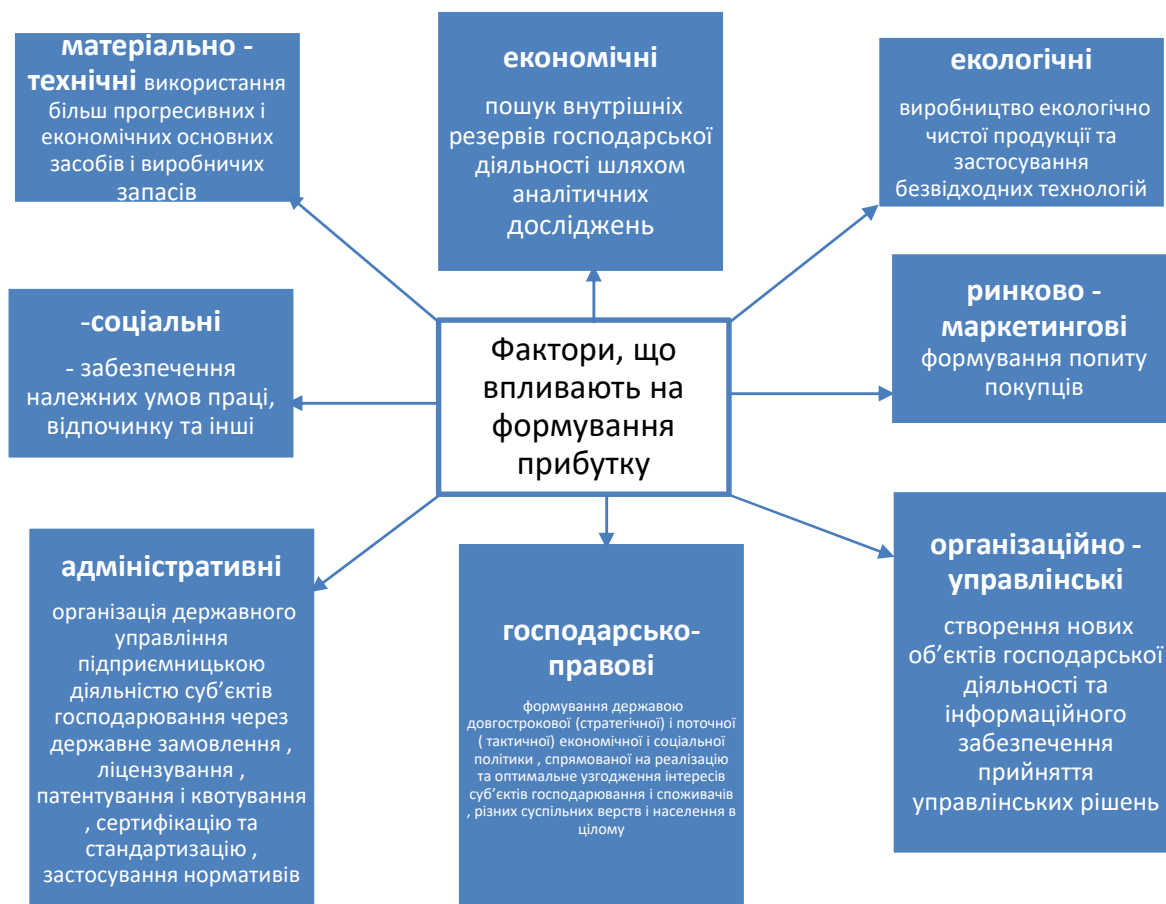 матеріально -
технічні використання
більш прогресивних і
економічних основних
засобів і виробничих
запасів
економічні
пошук внутрішніх
резервів господарської
діяльності шляхом
аналітичних
досліджень
екологічні
виробництво екологічно
чистої продукції та
застосування
безвідходних технологій
-соціальні
- забезпечення
належних умов праці,
відпочинку та інші
Фактори, що
впливають на
формування
прибутку
ринково -
маркетингові
формування попиту
покупців
адміністративні
організація державного
управління
підприємницькою
діяльністю суб’єктів
господарювання через
державне замовлення ,
ліцензування ,
патентування і квотування
, сертифікацію та
стандартизацію ,
застосування нормативів
господарсько-
правові
формування державою
довгострокової (стратегічної) і поточної
( тактичної) економічної і соціальної
політики , спрямованої на реалізацію
та оптимальне узгодження інтересів
суб’єктів господарювання і споживачів
, різних суспільних верств і населення в
цілому
організаційно -
управлінські
створення нових
об’єктів господарської
діяльності та
інформаційного
забезпечення
прийняття
управлінських рішень